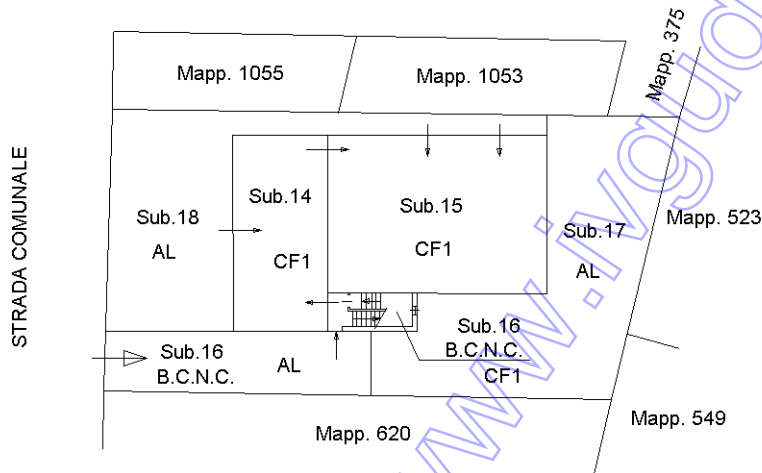 Mapp. 1055
Mapp. 1053
Mapp. 375
STRADA COMUNALE
Sub.18
AL
Sub.14
CF1
Sub.15
CF1
Sub.17
AL
Mapp. 523
Sub.16
B.C.N.C.
AL
Sub.16
B.C.N.C.
CF1
Mapp. 620
Mapp. 549
www.ivgud